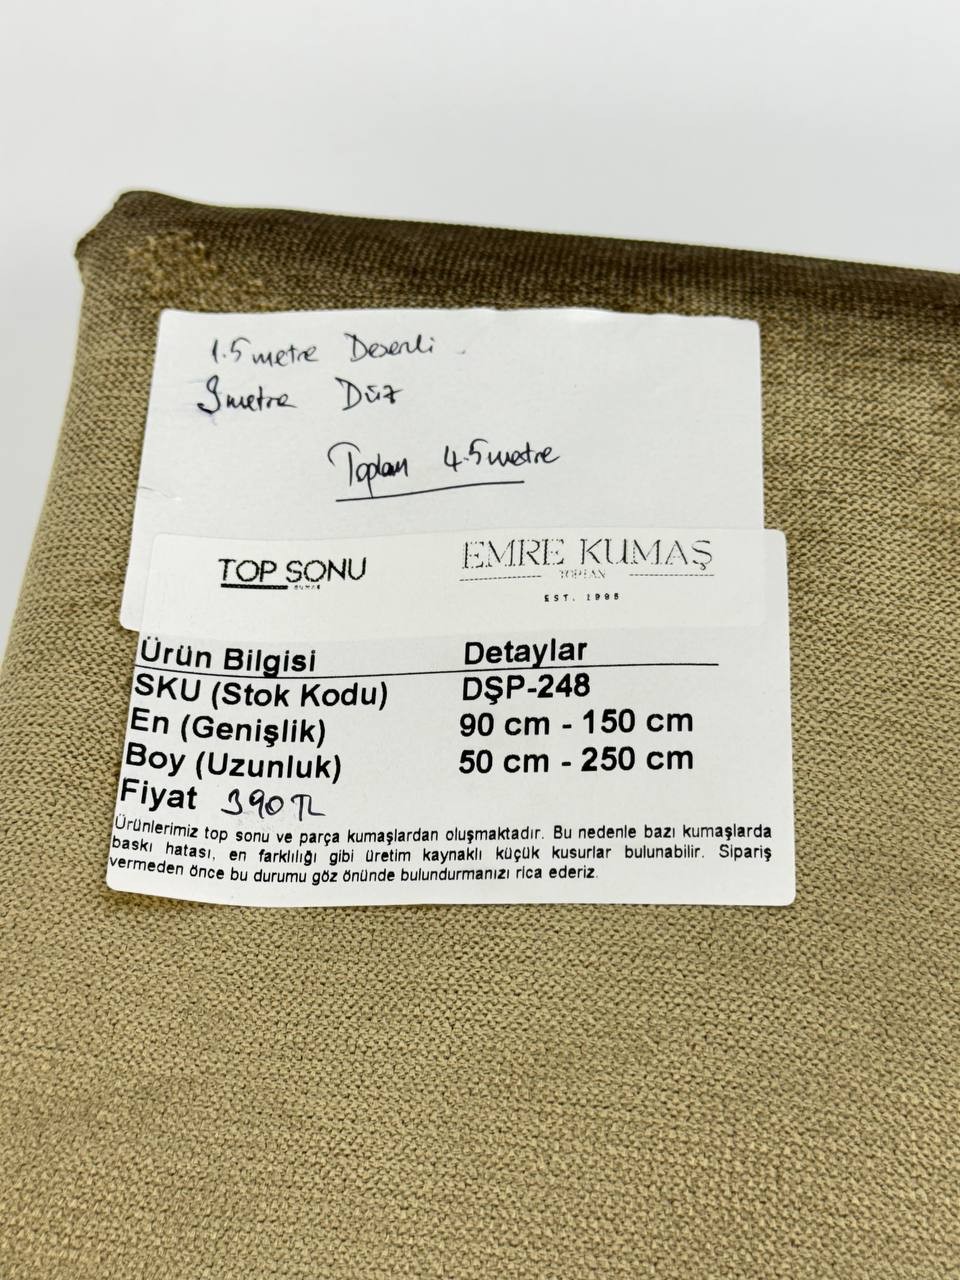 1.5 metre Desenli
3 metre Düz
Toplam 4.5 metre
TOP SONU
KUMAŞ
EMRE KUMAŞ
TOPTAN
EST. 1995
Ürün Bilgisi Detaylar
SKU (Stok Kodu) DŞP-248
En (Genişlik) 90 cm - 150 cm
Boy (Uzunluk) 50 cm - 250 cm
Fiyat 390 TL
Ürünlerimiz top sonu ve parça kumaşlardan oluşmaktadır. Bu nedenle bazı kumaşlarda
baskı hatası, en farklılığı gibi üretim kaynaklı küçük kusurlar bulunabilir. Sipariş
vermeden önce bu durumu göz önünde bulundurmanızı rica ederiz.